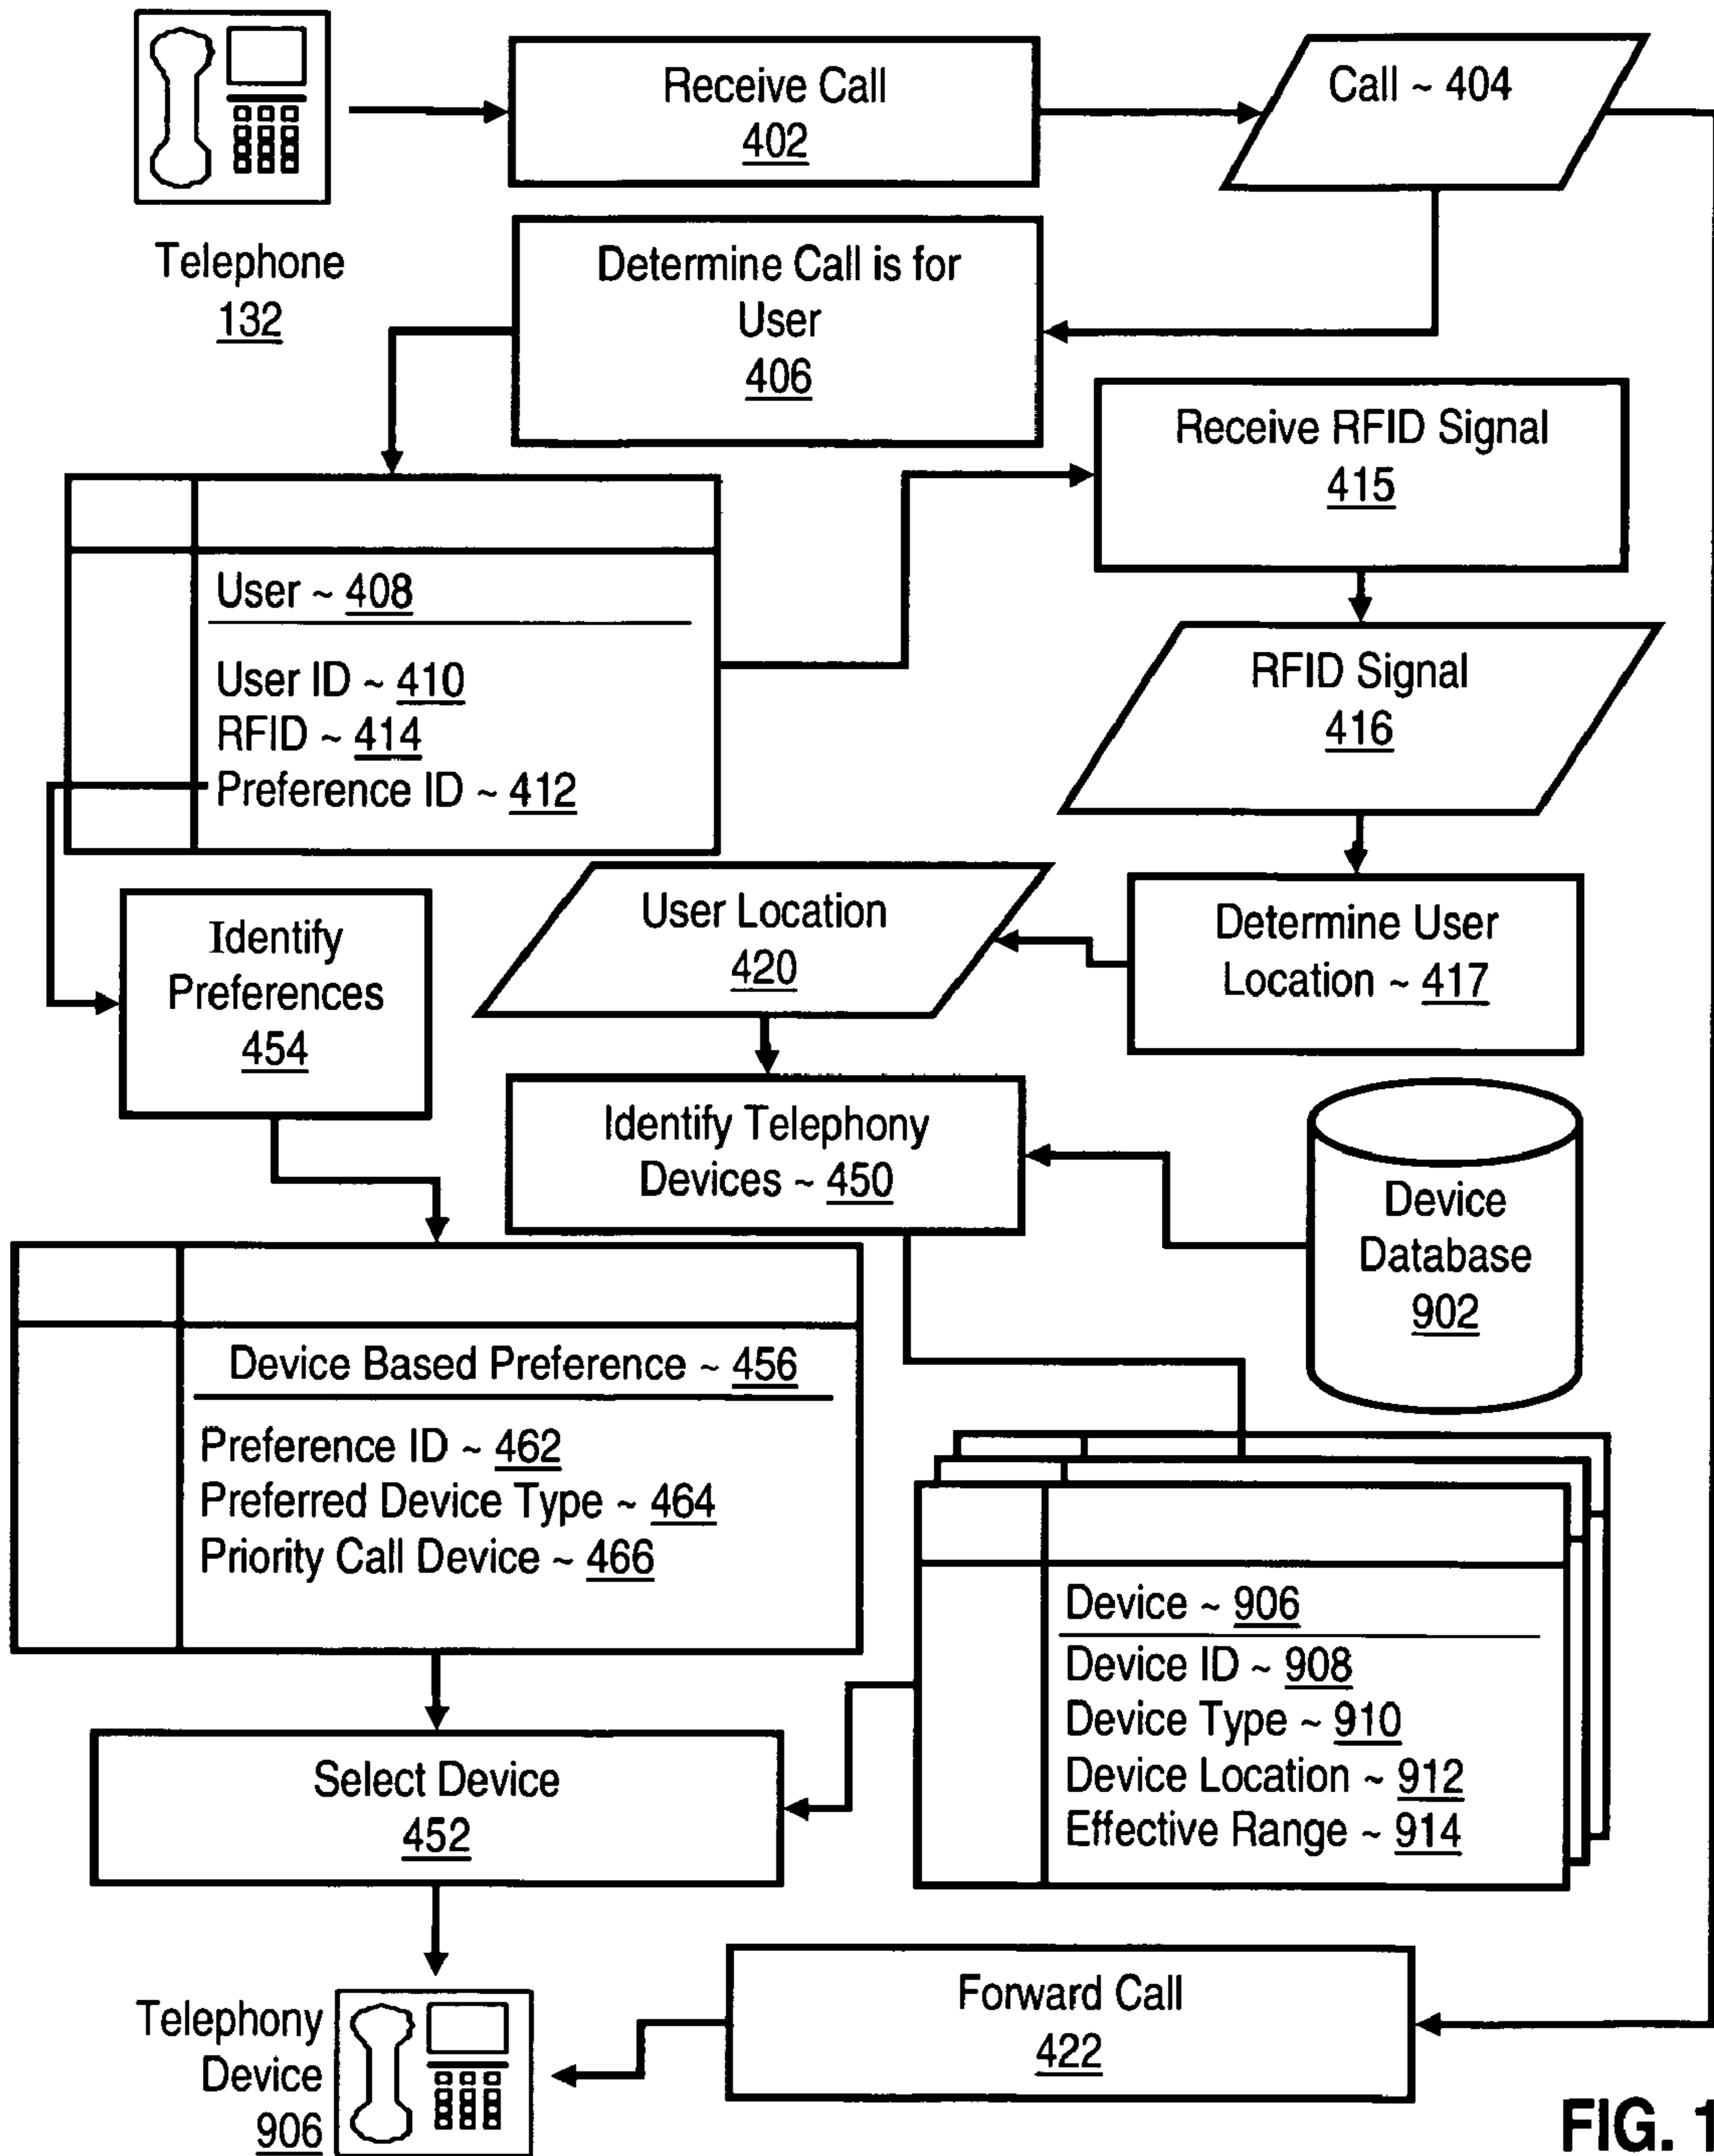 Receive Call
402
Call ~ 404
Telephone
132
Determine Call is for
User
406
Receive RFID Signal
415
User ~ 408
User ID ~ 410
RFID ~ 414
Preference ID ~ 412
RFID Signal
416
User Location
420
Determine User
Location ~ 417
Identify
Preferences
454
Identify Telephony
Devices ~ 450
Device
Database
902
Device Based Preference ~ 456
Preference ID ~ 462
Preferred Device Type ~ 464
Priority Call Device ~ 466
Device ~ 906
Device ID ~ 908
Device Type ~ 910
Device Location ~ 912
Effective Range ~ 914
Select Device
452
Forward Call
422
Telephony
Device
906
FIG. 1